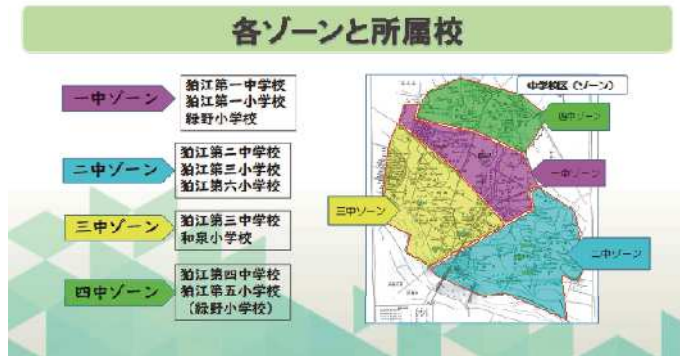 各ゾーンと所属校
一中ゾーン
狛江第一中学校
狛江第一小学校
緑野小学校
二中ゾーン
狛江第二中学校
狛江第三小学校
狛江第六小学校
三中ゾーン
狛江第三中学校
和泉小学校
四中ゾーン
狛江第四中学校
狛江第五小学校
(緑野小学校)
中学校区(ゾーン)
四中ゾーン
一中ゾーン
三中ゾーン
二中ゾーン